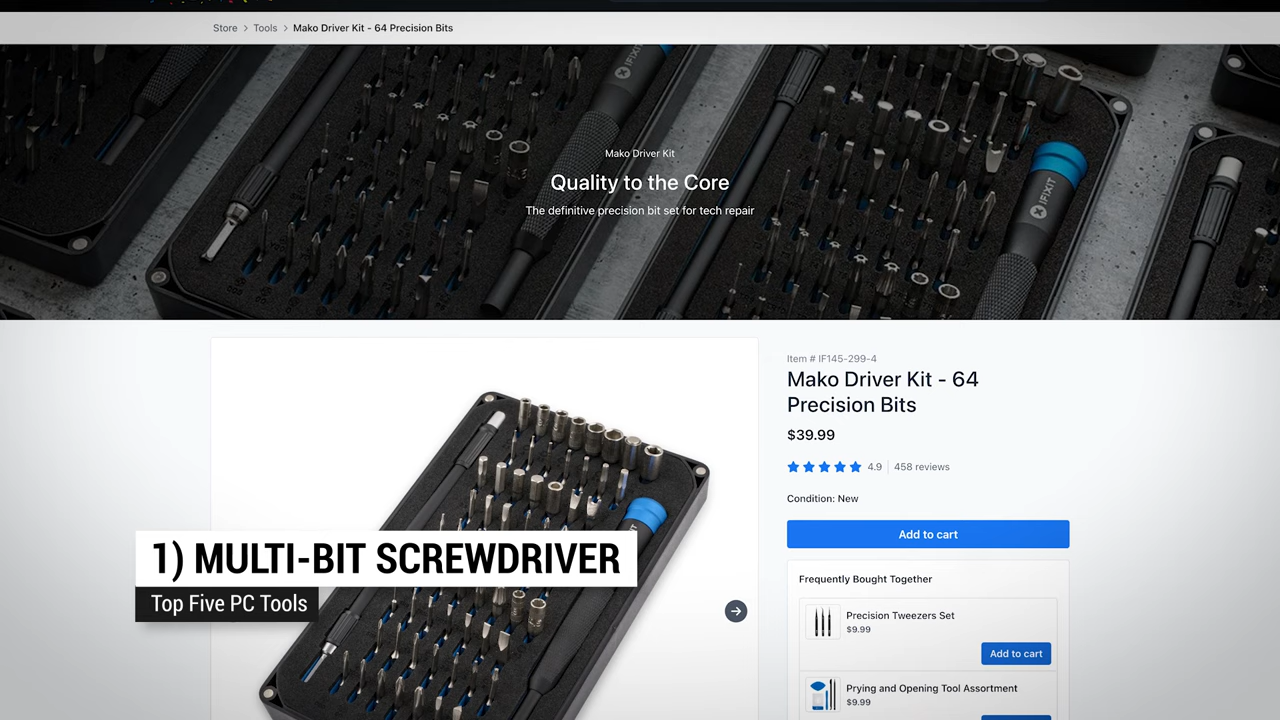 Store > Tools > Mako Driver Kit - 64 Precision Bits
IFIXIT
IFIXIT
Mako Driver Kit
Quality to the Core
The definitive precision bit set for tech repair
Item # IF145-299-4
Mako Driver Kit - 64
Precision Bits
$39.99
4.9 458 reviews
Condition: New
Add to cart
1) MULTI-BIT SCREWDRIVER
Top Five PC Tools
Frequently Bought Together
Precision Tweezers Set
$9.99
Add to cart
Prying and Opening Tool Assortment
$9.99